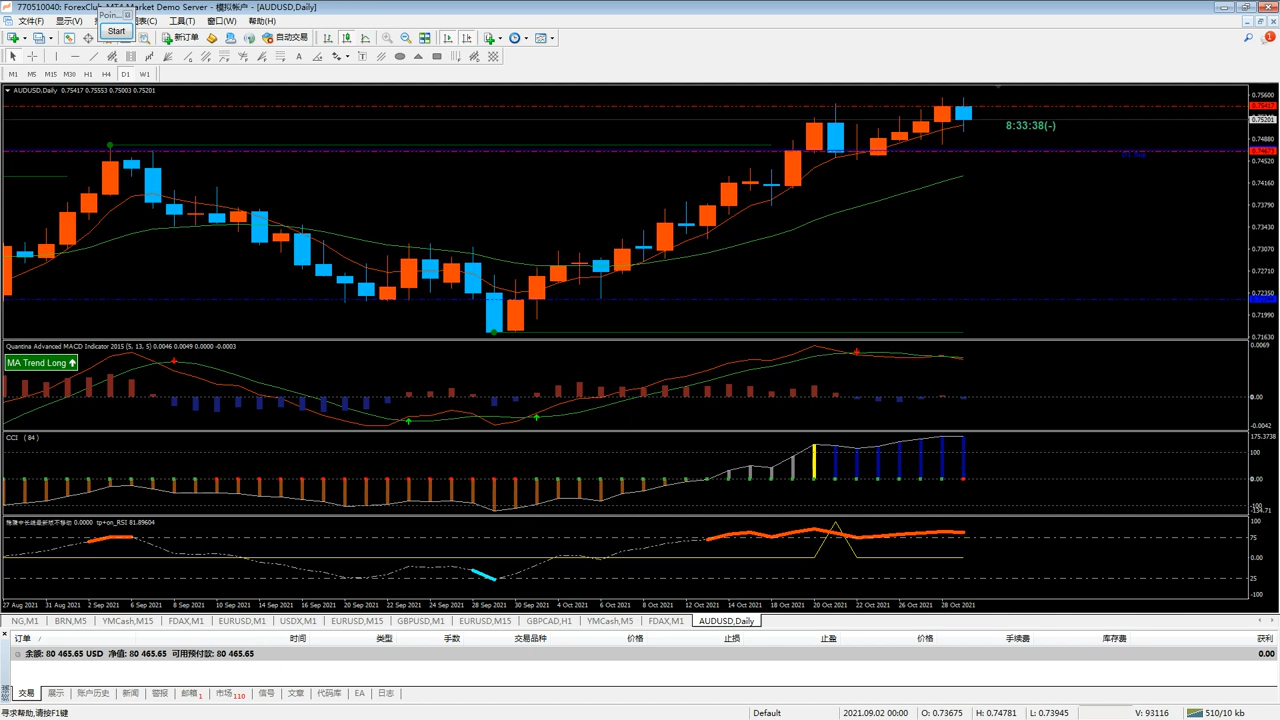 770510040: ForexClub-MT4 Market Demo Server - 模拟帐户 - [AUDUSD,Daily]
文件(F) 显示(V) 工具(T) 窗口(W) 帮助(H)
Poin...
Start
新订单 自动交易
M1 M5 M15 M30 H1 H4 D1 W1
AUDUSD,Daily 0.75417 0.75553 0.75003 0.75201
8:33:38(-)
0.75600
0.75417
0.75201
0.74880
0.74673
0.74520
0.74160
0.73790
0.73430
0.73070
0.72710
0.72350
0.71990
0.71630
Quantina Advanced MACD Indicator 2015 (5, 13, 5) 0.0046 0.0049 0.0000 -0.0003
MA Trend Long
0.0069
0.00
-0.0042
CCI (84)
175.3738
100
0.00
-100
-134.71
0.0000 tp+on_RSI 81.89604
100
75
0.00
25
-100
27 Aug 2021 31 Aug 2021 2 Sep 2021 6 Sep 2021 8 Sep 2021 10 Sep 2021 14 Sep 2021 16 Sep 2021 20 Sep 2021 22 Sep 2021 24 Sep 2021 28 Sep 2021 30 Sep 2021 4 Oct 2021 6 Oct 2021 8 Oct 2021 12 Oct 2021 14 Oct 2021 18 Oct 2021 20 Oct 2021 22 Oct 2021 26 Oct 2021 28 Oct 2021
NG,M1 BRN,M5 YMCash,M15 FDAX,M1 EURUSD,M1 USDX,M1 EURUSD,M15 GBPUSD,M1 EURUSD,M15 GBPCAD,H1 YMCash,M5 FDAX,M1 AUDUSD,Daily
订单 / 时间 类型 手数 交易品种 价格 止损 止盈 价格 手续费 库存费 获利
余额: 80 465.65 USD 净值: 80 465.65 可用预付款: 80 465.65 0.00
交易 展示 账户历史 新闻 警报 邮箱1 市场110 信号 文章 代码库 EA 日志
寻求帮助,请按F1键 Default 2021.09.02 00:00 O: 0.73675 H: 0.74781 L: 0.73945 V: 93116 510/10 kb